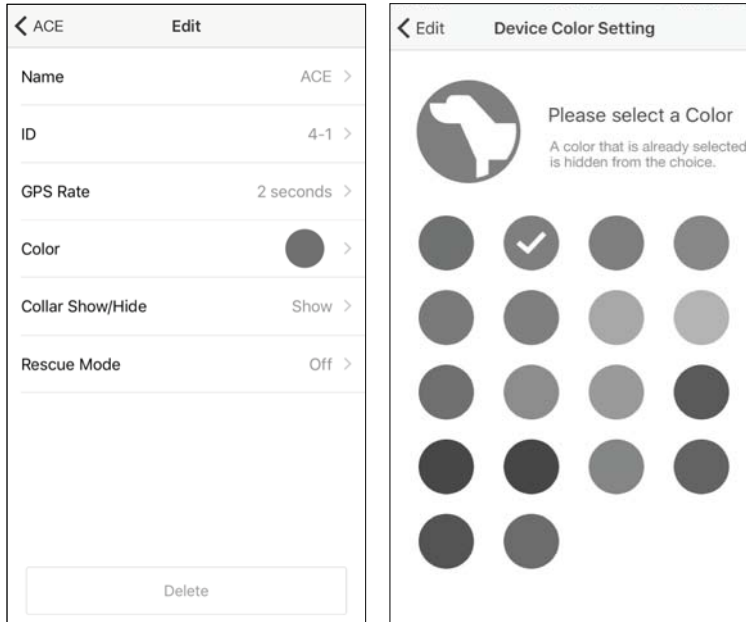 ACE
Edit
Name
ACE
ID
4-1
GPS Rate
2 seconds
Color
Collar Show/Hide
Show
Rescue Mode
Off
Delete
Edit
Device Color Setting
Please select a Color
A color that is already selected
is hidden from the choice.